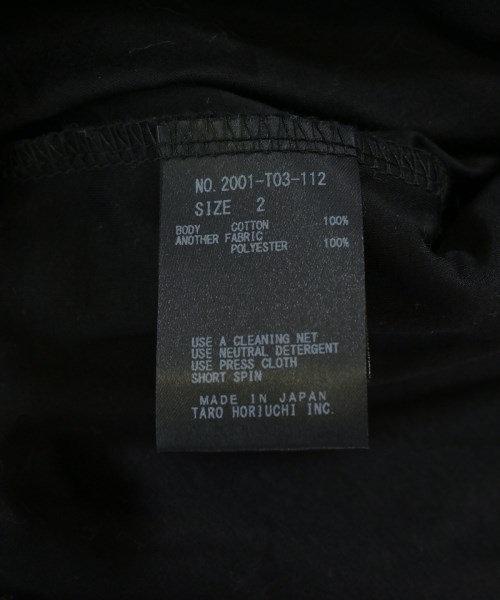 NO. 2001-T03-112
SIZE 2
BODY COTTON 100%
ANOTHER FABRIC
POLYESTER 100%
USE A CLEANING NET
USE NEUTRAL DETERGENT
USE PRESS CLOTH
SHORT SPIN
MADE IN JAPAN
TARO HORIUCHI INC.